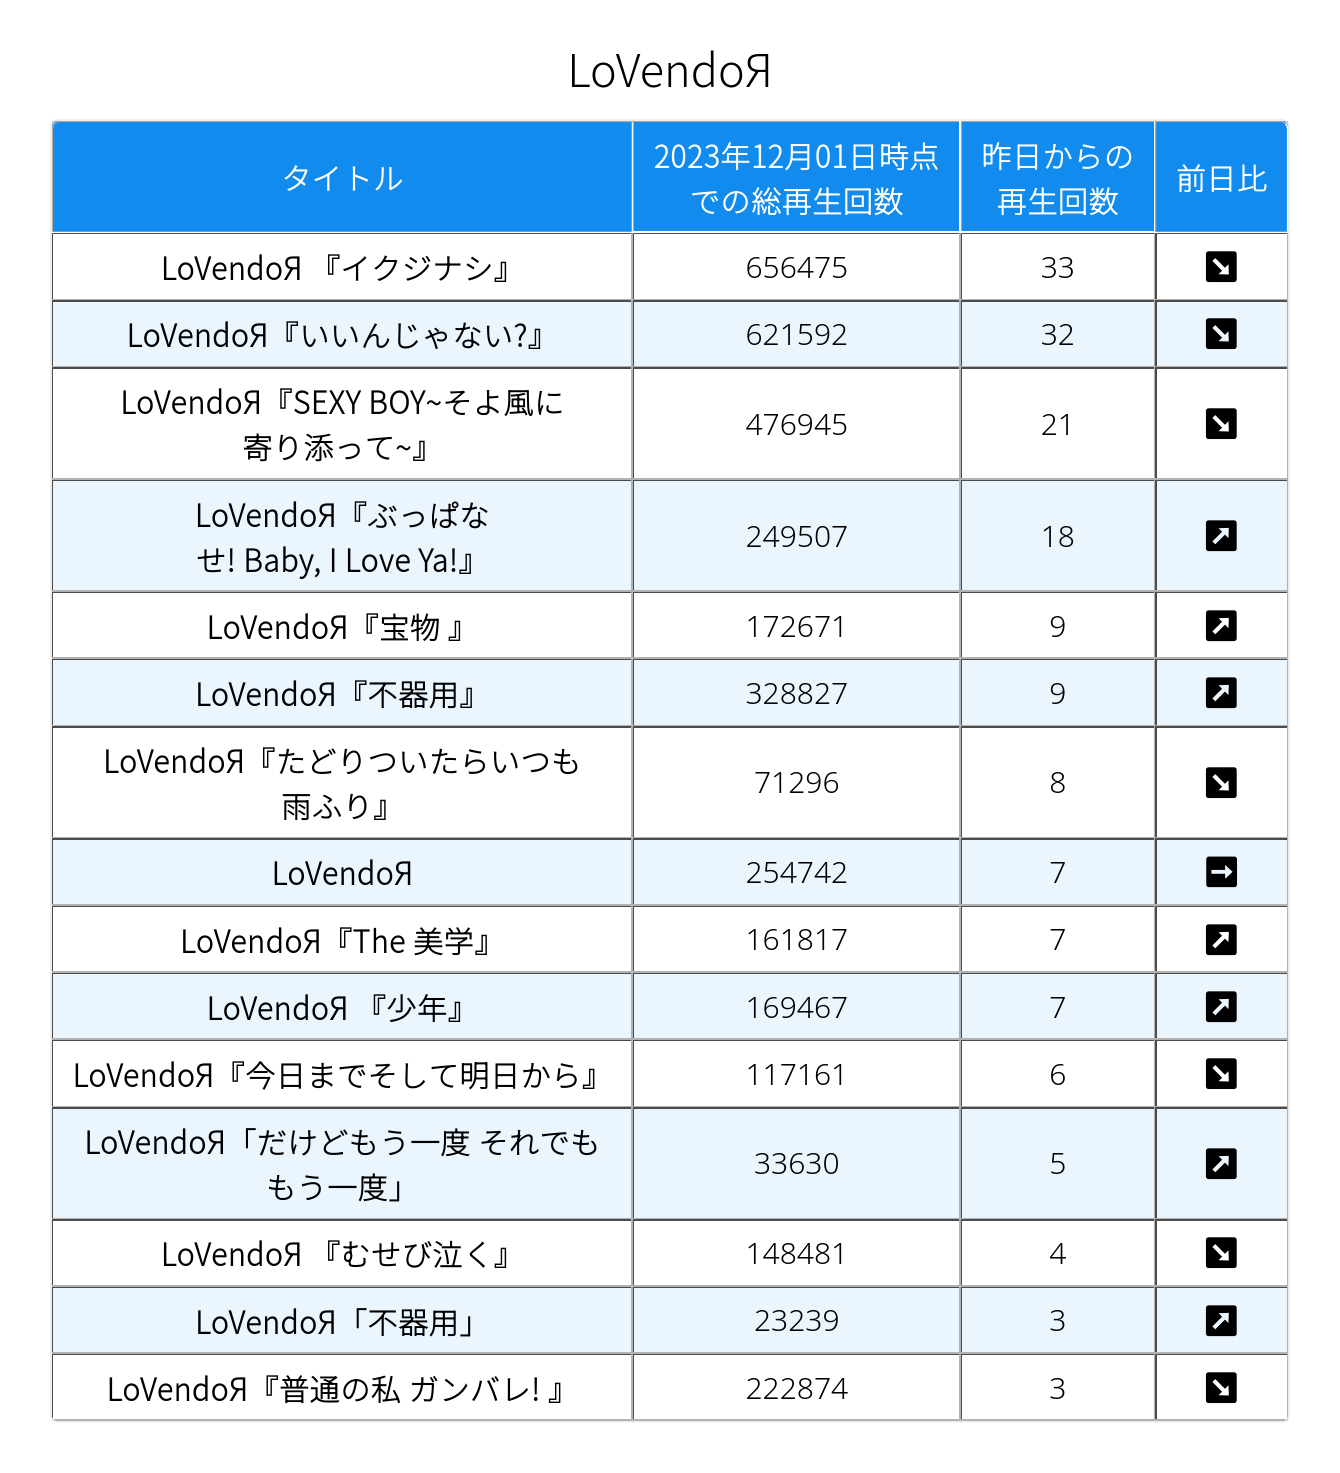 LoVendoЯ
タイトル
2023年12月01日時点
での総再生回数
昨日からの
再生回数
前日比
LoVendoЯ 『イクジナシ』
656475
33
LoVendoЯ『いいんじゃない?』
621592
32
LoVendoЯ『SEXY BOY~そよ風に
寄り添って~』
476945
21
LoVendoЯ『ぶっぱな
せ! Baby, I Love Ya!』
249507
18
LoVendoЯ『宝物 』
172671
9
LoVendoЯ『不器用』
328827
9
LoVendoЯ『たどりついたらいつも
雨ふり』
71296
8
LoVendoЯ
254742
7
LoVendoЯ『The 美学』
161817
7
LoVendoЯ 『少年』
169467
7
LoVendoЯ『今日までそして明日から』
117161
6
LoVendoЯ「だけどもう一度 それでも
もう一度」
33630
5
LoVendoЯ 『むせび泣く』
148481
4
LoVendoЯ「不器用」
23239
3
LoVendoЯ『普通の私 ガンバレ! 』
222874
3